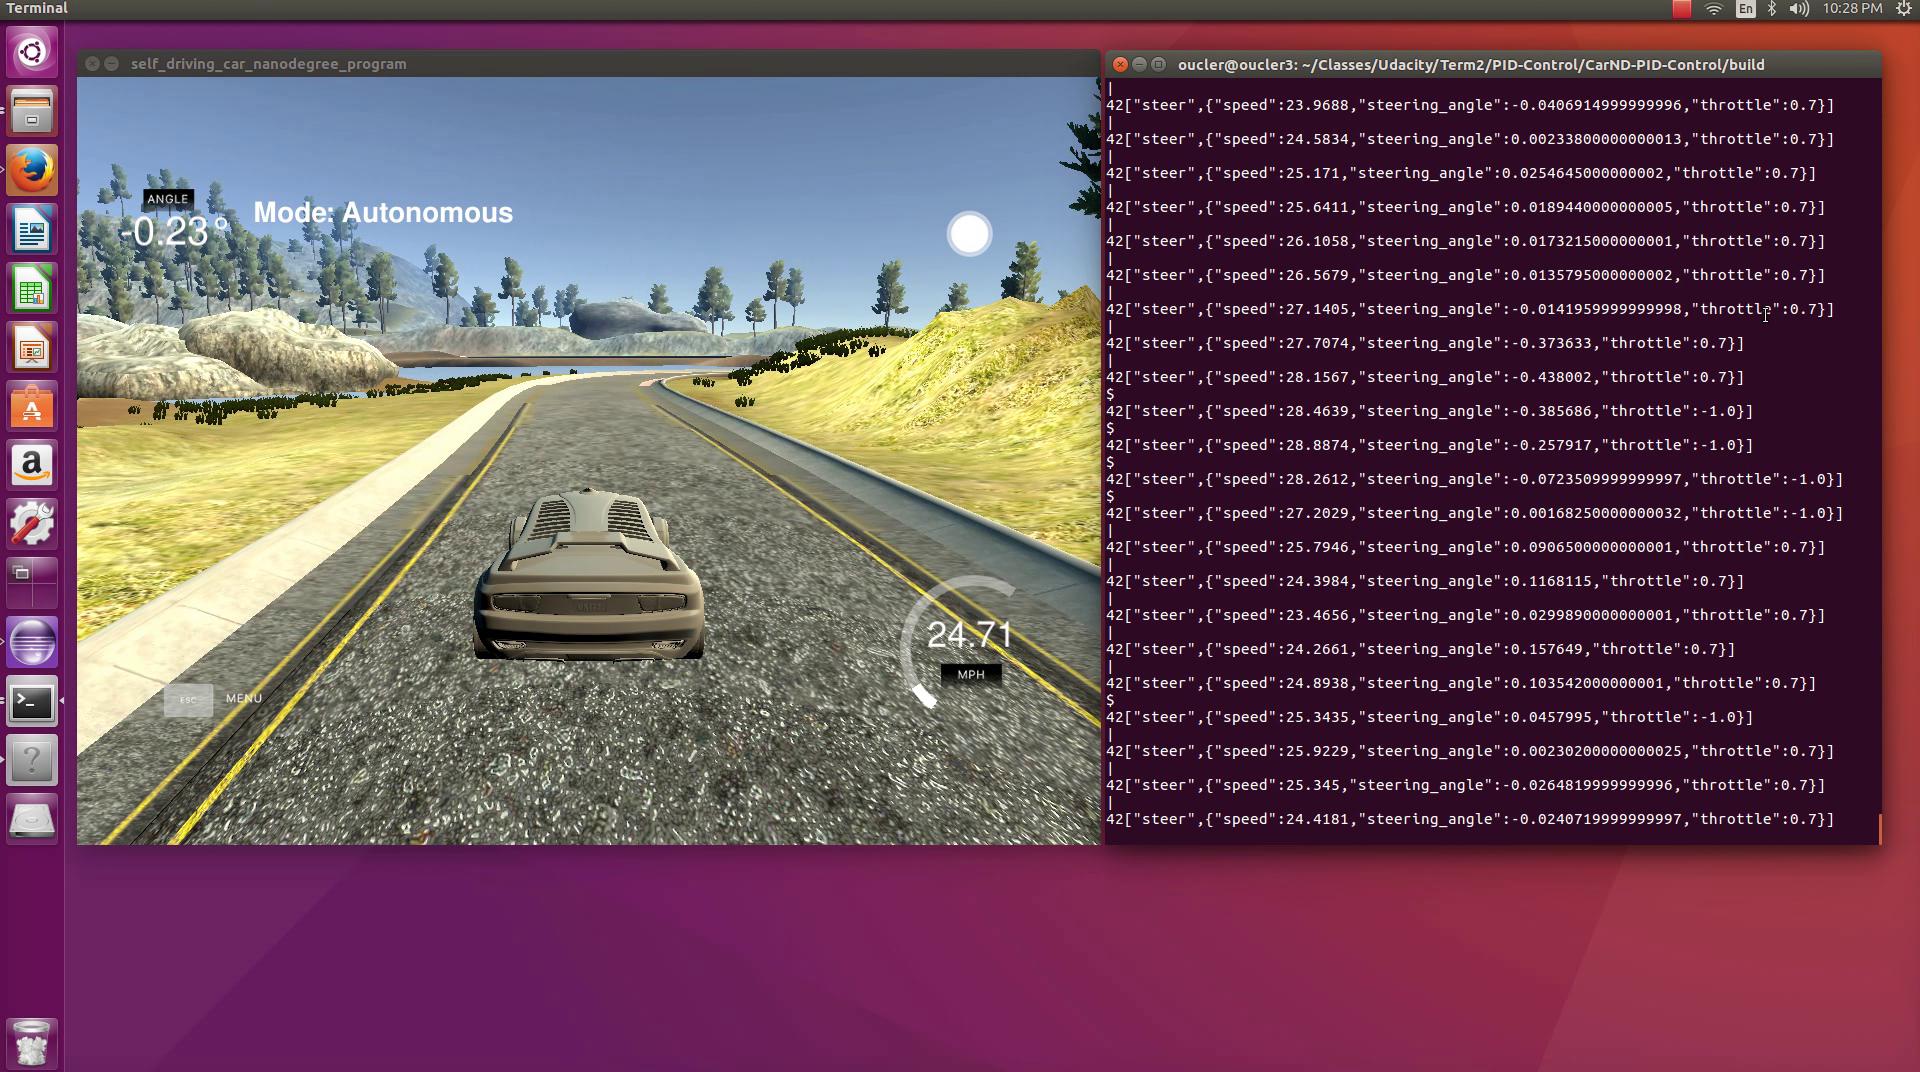 Terminal
En
10:28 PM
self_driving_car_nanodegree_program
ANGLE
-0.23°
Mode: Autonomous
24.71
MPH
ESC
MENU
oucler@oucler3: ~/Classes/Udacity/Term2/PID-Control/CarND-PID-Control/build
|
42["steer",{"speed":23.9688,"steering_angle":-0.0406914999999996,"throttle":0.7}]
|
42["steer",{"speed":24.5834,"steering_angle":0.00233800000000013,"throttle":0.7}]
|
42["steer",{"speed":25.171,"steering_angle":0.0254645000000002,"throttle":0.7}]
|
42["steer",{"speed":25.6411,"steering_angle":0.0189440000000005,"throttle":0.7}]
|
42["steer",{"speed":26.1058,"steering_angle":0.0173215000000001,"throttle":0.7}]
|
42["steer",{"speed":26.5679,"steering_angle":0.0135795000000002,"throttle":0.7}]
|
42["steer",{"speed":27.1405,"steering_angle":-0.0141959999999998,"throttle":0.7}]
|
42["steer",{"speed":27.7074,"steering_angle":-0.373633,"throttle":0.7}]
|
42["steer",{"speed":28.1567,"steering_angle":-0.438002,"throttle":0.7}]
$
42["steer",{"speed":28.4639,"steering_angle":-0.385686,"throttle":-1.0}]
$
42["steer",{"speed":28.8874,"steering_angle":-0.257917,"throttle":-1.0}]
$
42["steer",{"speed":28.2612,"steering_angle":-0.0723509999999997,"throttle":-1.0}]
$
42["steer",{"speed":27.2029,"steering_angle":0.00168250000000032,"throttle":-1.0}]
|
42["steer",{"speed":25.7946,"steering_angle":0.0906500000000001,"throttle":0.7}]
|
42["steer",{"speed":24.3984,"steering_angle":0.1168115,"throttle":0.7}]
|
42["steer",{"speed":23.4656,"steering_angle":0.0299890000000001,"throttle":0.7}]
|
42["steer",{"speed":24.2661,"steering_angle":0.157649,"throttle":0.7}]
|
42["steer",{"speed":24.8938,"steering_angle":0.103542000000001,"throttle":0.7}]
$
42["steer",{"speed":25.3435,"steering_angle":0.0457995,"throttle":-1.0}]
|
42["steer",{"speed":25.9229,"steering_angle":0.00230200000000025,"throttle":0.7}]
|
42["steer",{"speed":25.345,"steering_angle":-0.0264819999999996,"throttle":0.7}]
|
42["steer",{"speed":24.4181,"steering_angle":-0.0240719999999997,"throttle":0.7}]